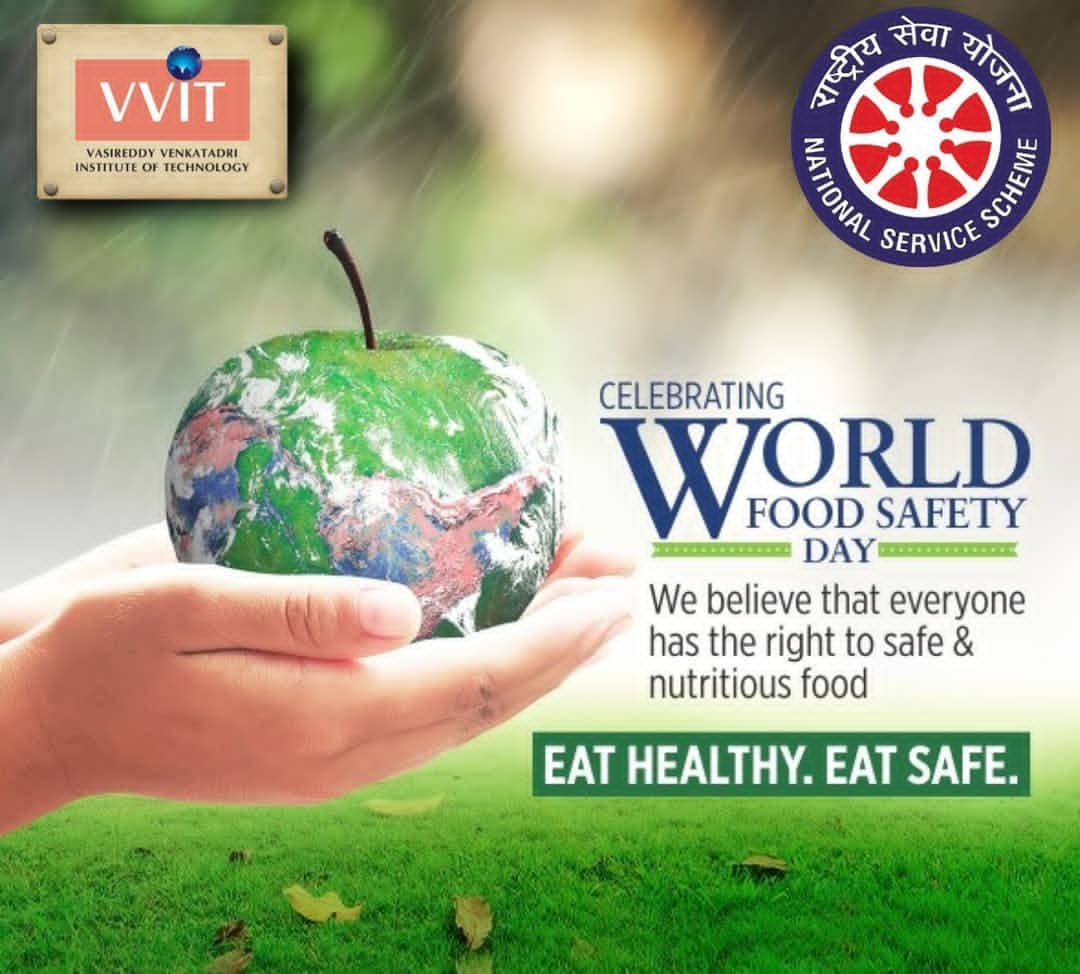 VVIT
VASIREDDY VENKATADRI
INSTITUTE OF TECHNOLOGY
राष्ट्रीय सेवा योजना
NATIONAL SERVICE SCHEME
CELEBRATING
WORLD
FOOD SAFETY
DAY
We believe that everyone
has the right to safe &
nutritious food
EAT HEALTHY. EAT SAFE.